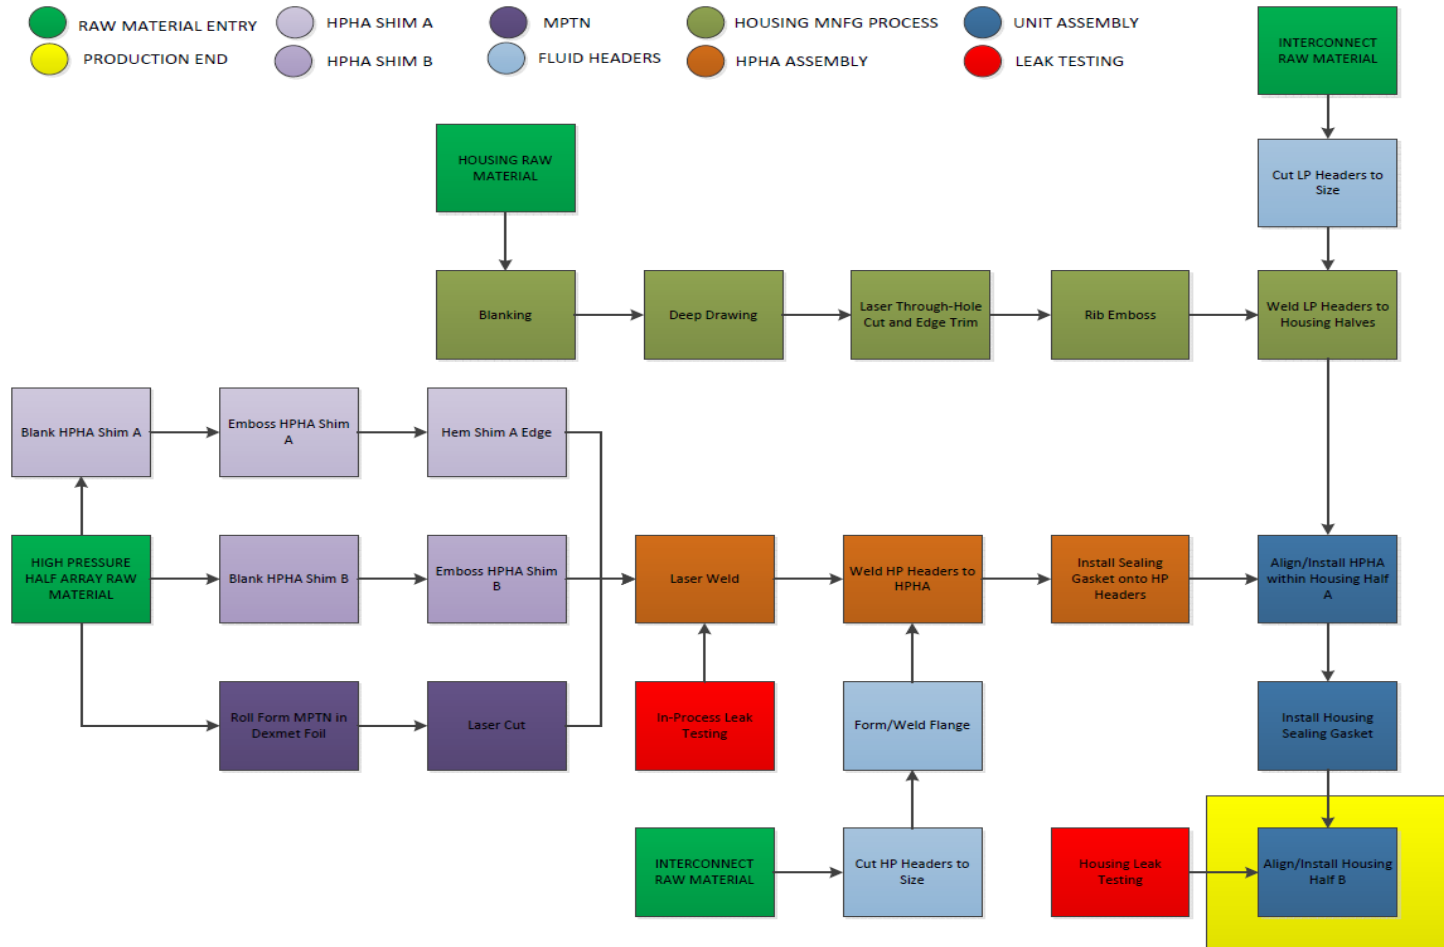 RAW MATERIAL ENTRY
HPHA SHIM A
MPTN
HOUSING MNFG PROCESS
UNIT ASSEMBLY
PRODUCTION END
HPHA SHIM B
FLUID HEADERS
HPHA ASSEMBLY
LEAK TESTING
INTERCONNECT
RAW MATERIAL
HOUSING RAW
MATERIAL
Cut LP Headers to
Size
Blanking
Deep Drawing
Laser Through-Hole
Cut and Edge Trim
Rib Emboss
Weld LP Headers to
Housing Halves
Blank HPHA Shim A
Emboss HPHA Shim
A
Hem Shim A Edge
HIGH PRESSURE
HALF ARRAY RAW
MATERIAL
Blank HPHA Shim B
Emboss HPHA Shim
B
Laser Weld
Weld HP Headers to
HPHA
Install Sealing
Gasket onto HP
Headers
Align/Install HPHA
within Housing Half
A
Roll Form MPTN in
Dexmet Foil
Laser Cut
In-Process Leak
Testing
Form/Weld Flange
Install Housing
Sealing Gasket
INTERCONNECT
RAW MATERIAL
Cut HP Headers to
Size
Housing Leak
Testing
Align/Install Housing
Half B